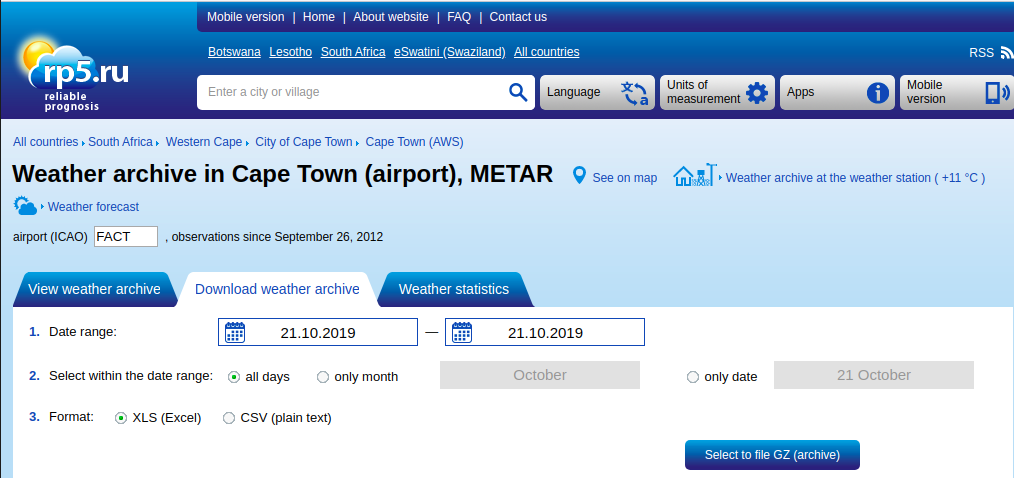 Mobile version | Home | About website | FAQ | Contact us
Botswana Lesotho South Africa eSwatini (Swaziland) All countries
RSS
rp5.ru
reliable
prognosis
Enter a city or village
Language
Units of
measurement
Apps
Mobile
version
All countries South Africa Western Cape City of Cape Town Cape Town (AWS)
Weather archive in Cape Town (airport), METAR
See on map
Weather archive at the weather station ( +11 °C )
Weather forecast
airport (ICAO) FACT , observations since September 26, 2012
View weather archive Download weather archive Weather statistics
1. Date range: 21.10.2019 — 21.10.2019
2. Select within the date range: all days only month October only date 21 October
3. Format: XLS (Excel) CSV (plain text)
Select to file GZ (archive)